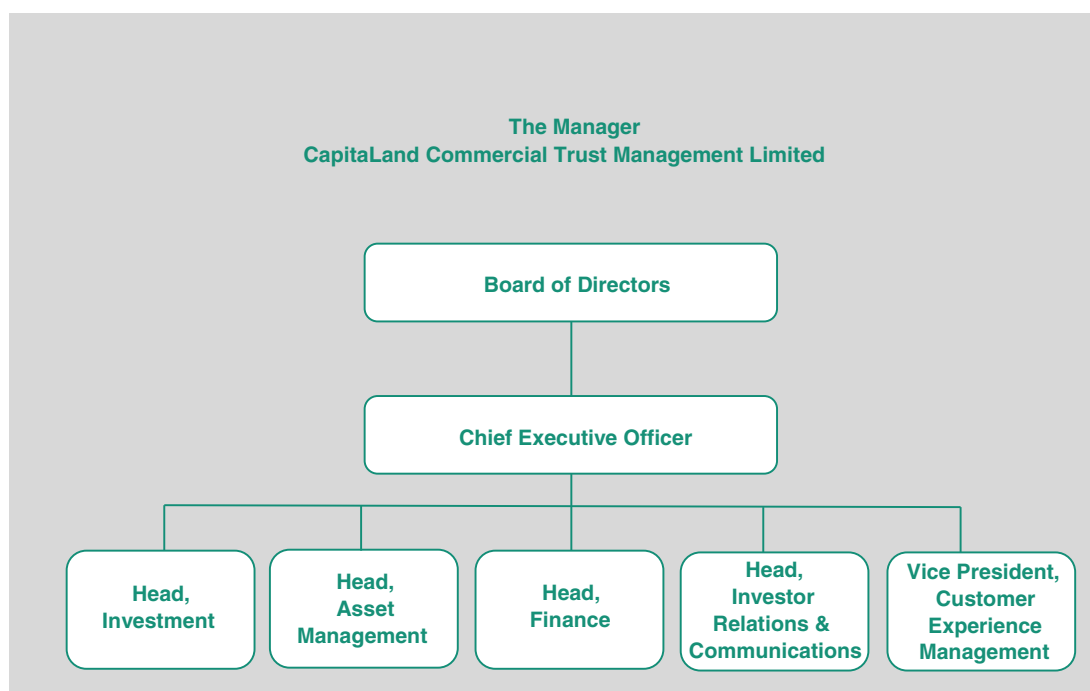 The Manager
CapitaLand Commercial Trust Management Limited
Board of Directors
Chief Executive Officer
Head,
Investment
Head,
Asset
Management
Head,
Finance
Head,
Investor
Relations &
Communications
Vice President,
Customer
Experience
Management